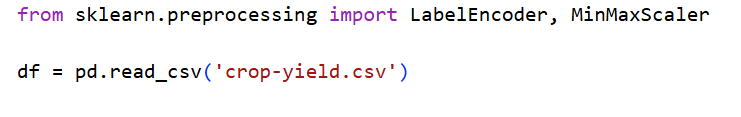 from sklearn.preprocessing import LabelEncoder, MinMaxScaler
df = pd.read_csv('crop-yield.csv')